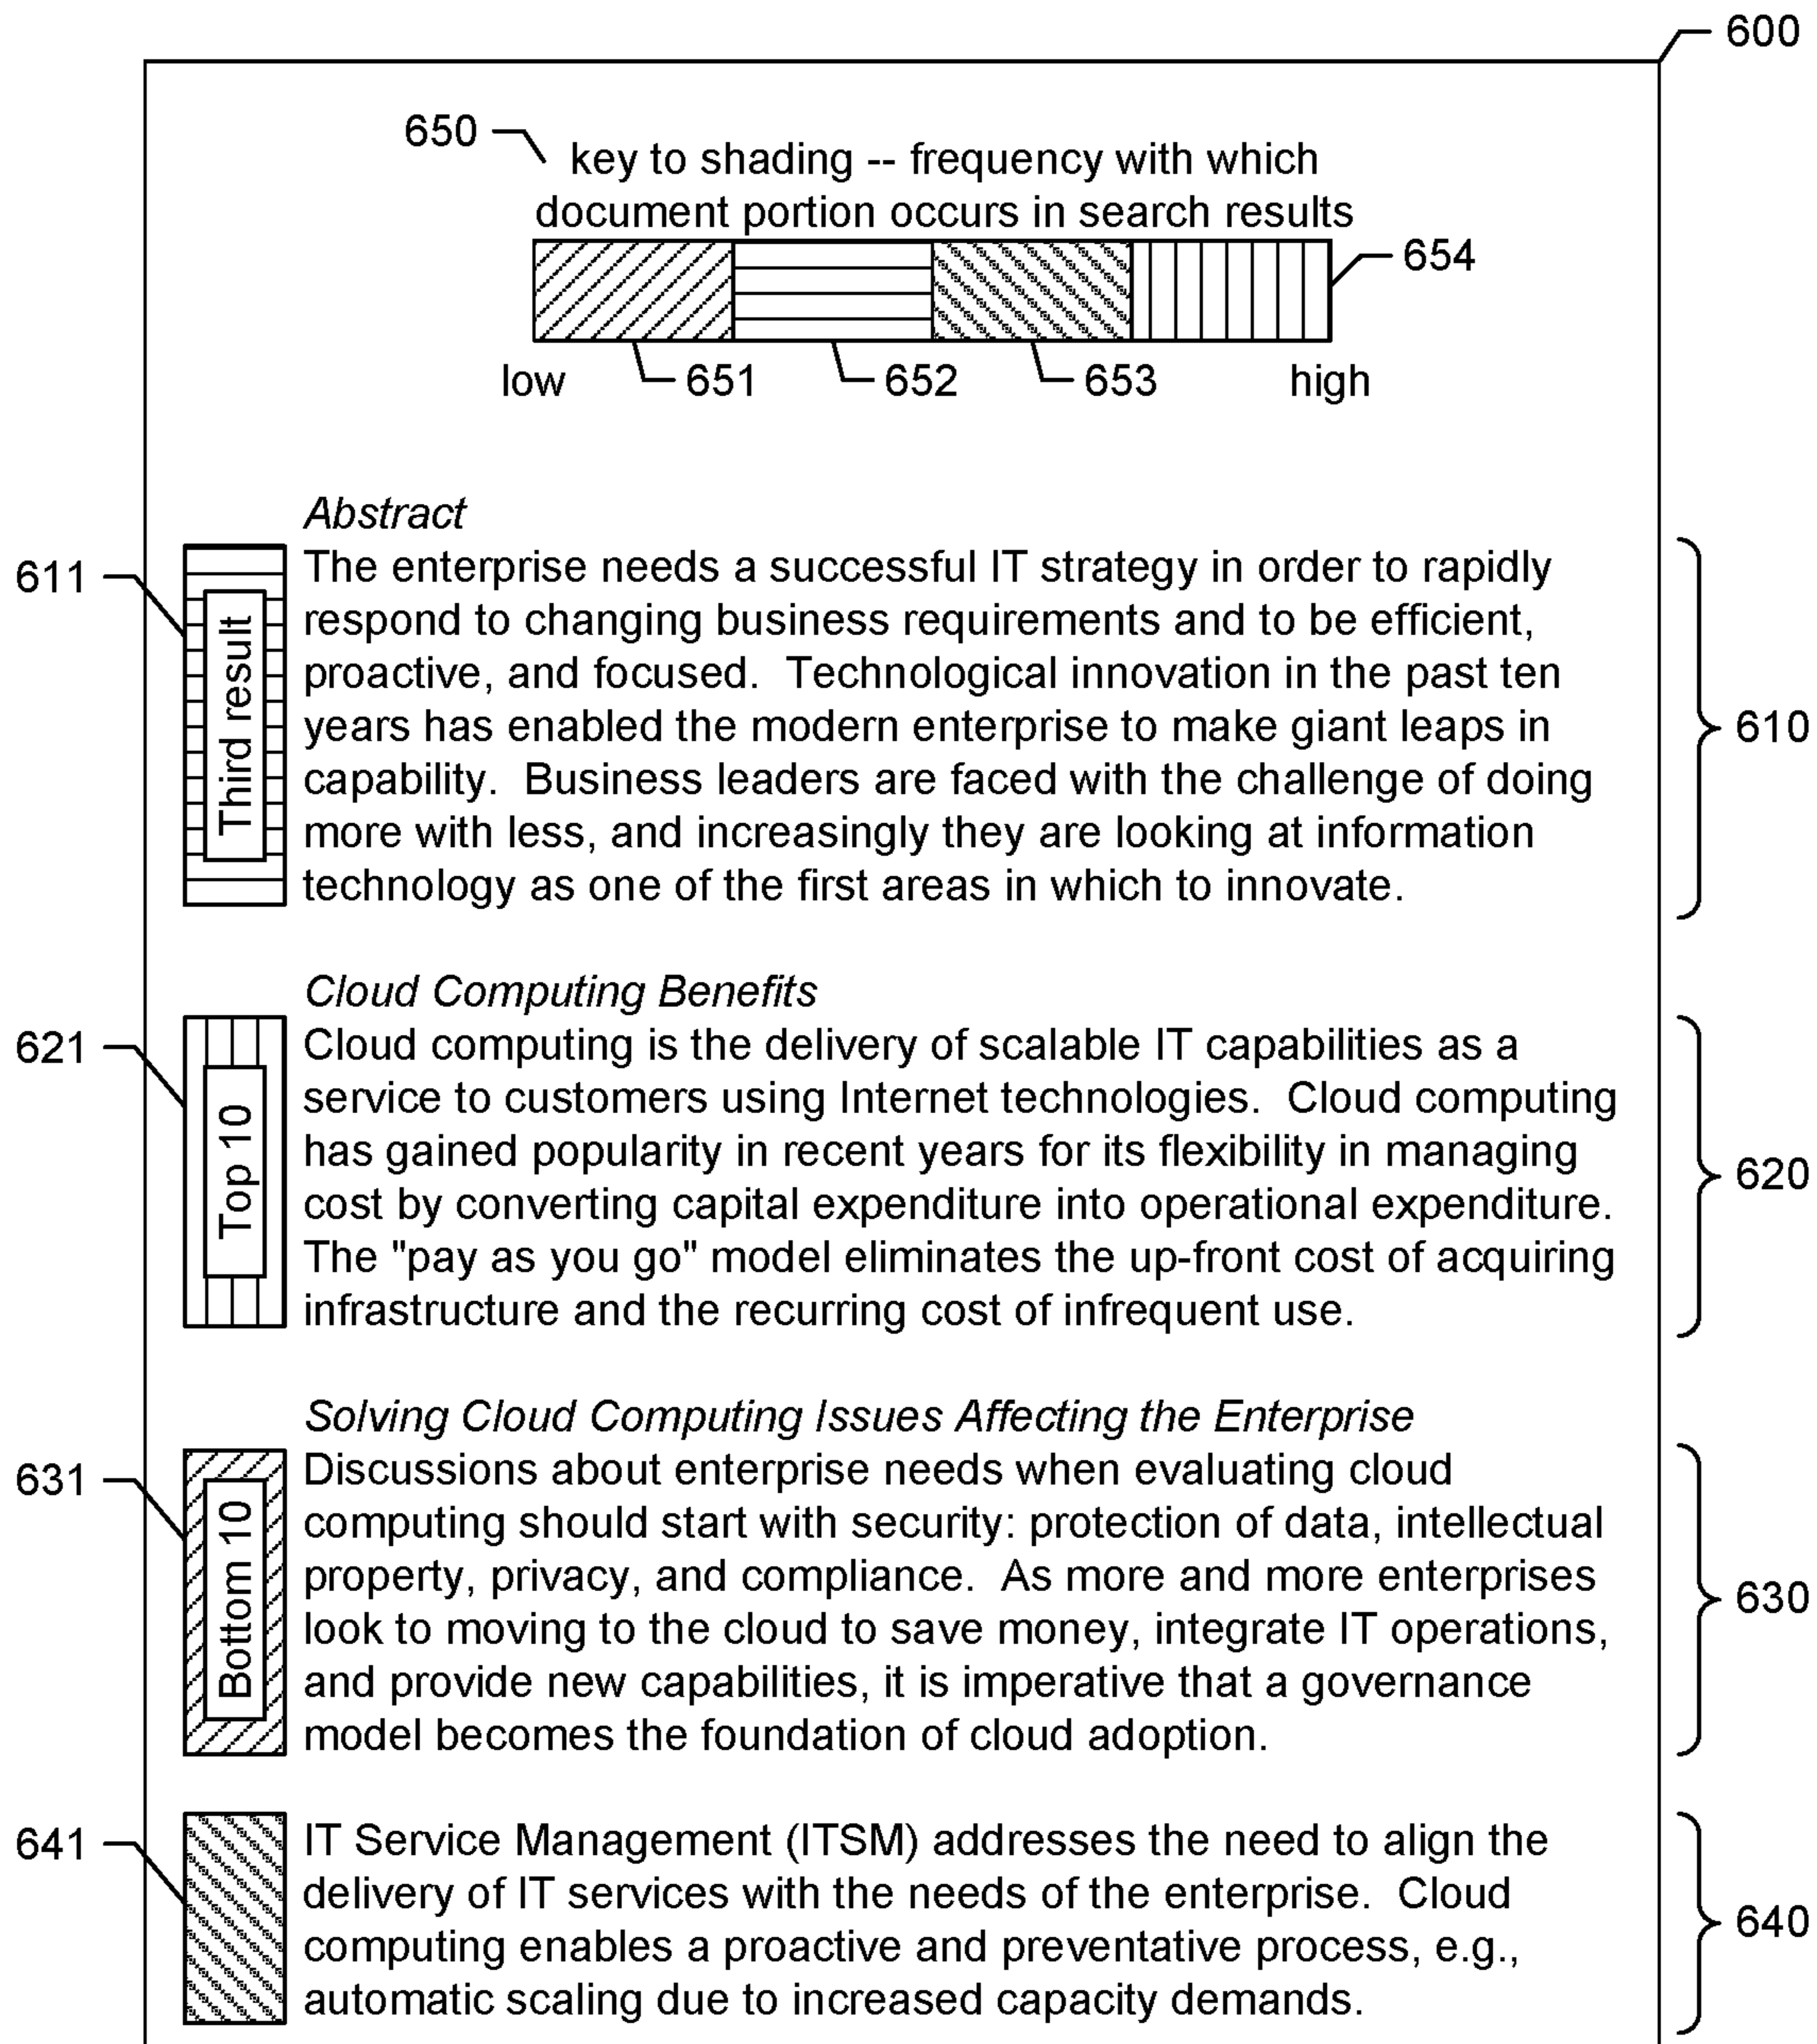 600
650
key to shading -- frequency with which
document portion occurs in search results
654
low 651 652 653 high
Abstract
611
Third result
The enterprise needs a successful IT strategy in order to rapidly
respond to changing business requirements and to be efficient,
proactive, and focused.  Technological innovation in the past ten
years has enabled the modern enterprise to make giant leaps in
capability.  Business leaders are faced with the challenge of doing
more with less, and increasingly they are looking at information
technology as one of the first areas in which to innovate.
610
Cloud Computing Benefits
621
Top 10
Cloud computing is the delivery of scalable IT capabilities as a
service to customers using Internet technologies.  Cloud computing
has gained popularity in recent years for its flexibility in managing
cost by converting capital expenditure into operational expenditure.
The "pay as you go" model eliminates the up-front cost of acquiring
infrastructure and the recurring cost of infrequent use.
620
Solving Cloud Computing Issues Affecting the Enterprise
631
Bottom 10
Discussions about enterprise needs when evaluating cloud
computing should start with security: protection of data, intellectual
property, privacy, and compliance.  As more and more enterprises
look to moving to the cloud to save money, integrate IT operations,
and provide new capabilities, it is imperative that a governance
model becomes the foundation of cloud adoption.
630
641
IT Service Management (ITSM) addresses the need to align the
delivery of IT services with the needs of the enterprise.  Cloud
computing enables a proactive and preventative process, e.g.,
automatic scaling due to increased capacity demands.
640